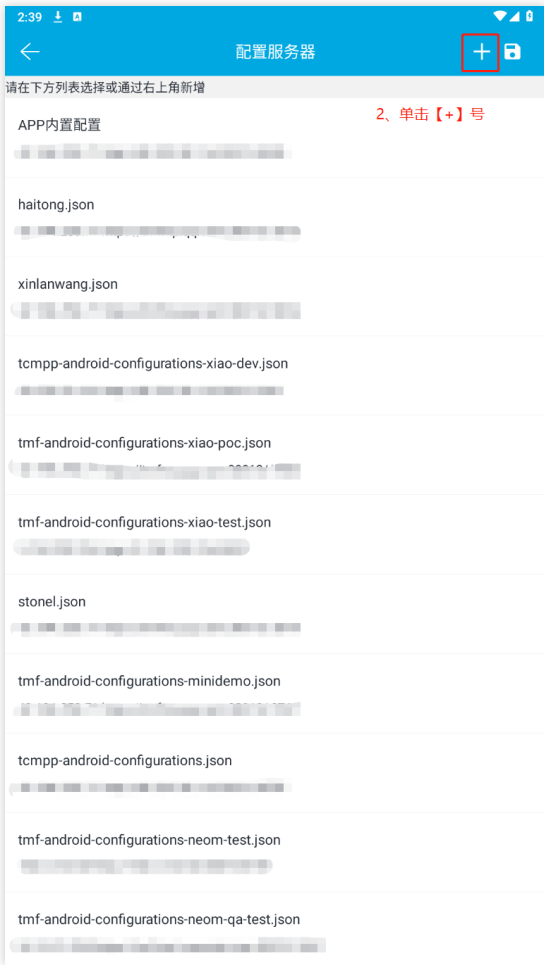 2:39
配置服务器
请在下方列表选择或通过右上角新增
2、单击【+】号
APP内置配置
haitong.json
xinlanwang.json
tcmpp-android-configurations-xiao-dev.json
tmf-android-configurations-xiao-poc.json
tmf-android-configurations-xiao-test.json
stonel.json
tmf-android-configurations-minidemo.json
tcmpp-android-configurations.json
tmf-android-configurations-neom-test.json
tmf-android-configurations-neom-qa-test.json